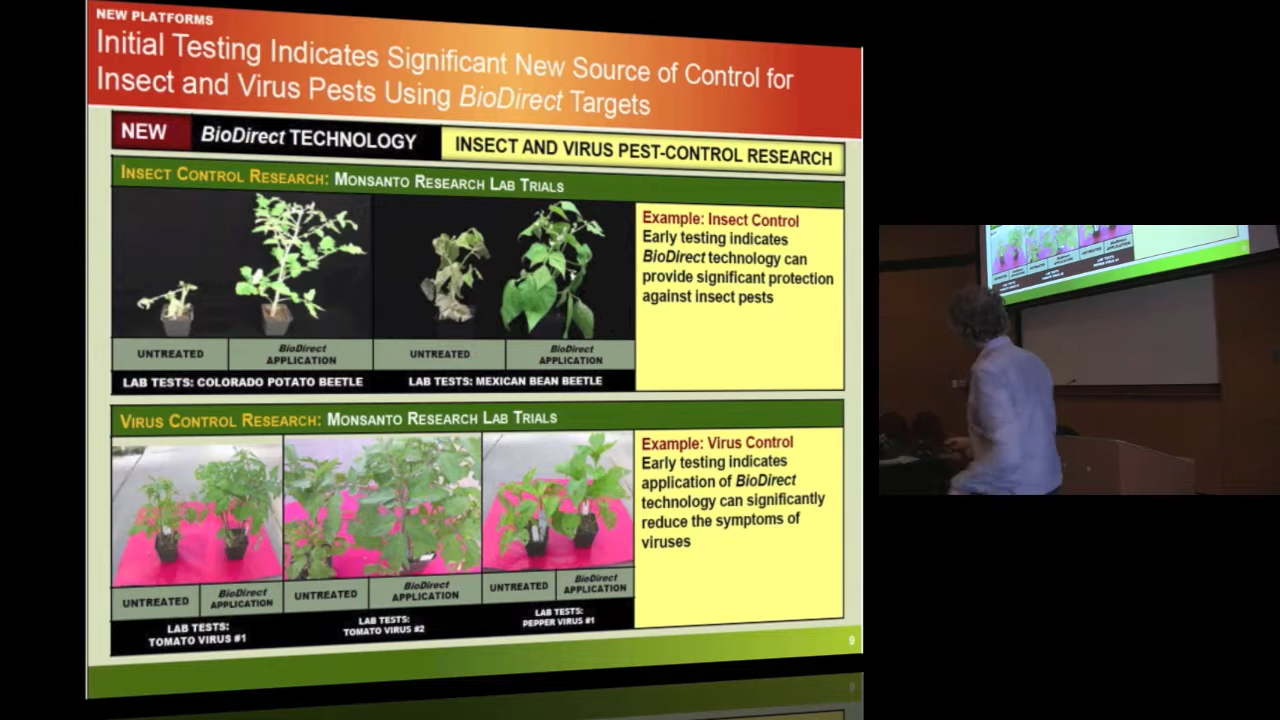 NEW PLATFORMS
Initial Testing Indicates Significant New Source of Control for
Insect and Virus Pests Using BioDirect Targets
NEW BioDirect TECHNOLOGY INSECT AND VIRUS PEST-CONTROL RESEARCH
INSECT CONTROL RESEARCH: MONSANTO RESEARCH LAB TRIALS
UNTREATED
BioDirect
APPLICATION
UNTREATED
BioDirect
APPLICATION
LAB TESTS: COLORADO POTATO BEETLE
LAB TESTS: MEXICAN BEAN BEETLE
Example: Insect Control
Early testing indicates
BioDirect technology can
provide significant protection
against insect pests
VIRUS CONTROL RESEARCH: MONSANTO RESEARCH LAB TRIALS
UNTREATED
BioDirect
APPLICATION
UNTREATED
BioDirect
APPLICATION
UNTREATED
BioDirect
APPLICATION
LAB TESTS:
TOMATO VIRUS #1
LAB TESTS:
TOMATO VIRUS #2
LAB TESTS:
PEPPER VIRUS #1
Example: Virus Control
Early testing indicates
application of BioDirect
technology can significantly
reduce the symptoms of
viruses
9